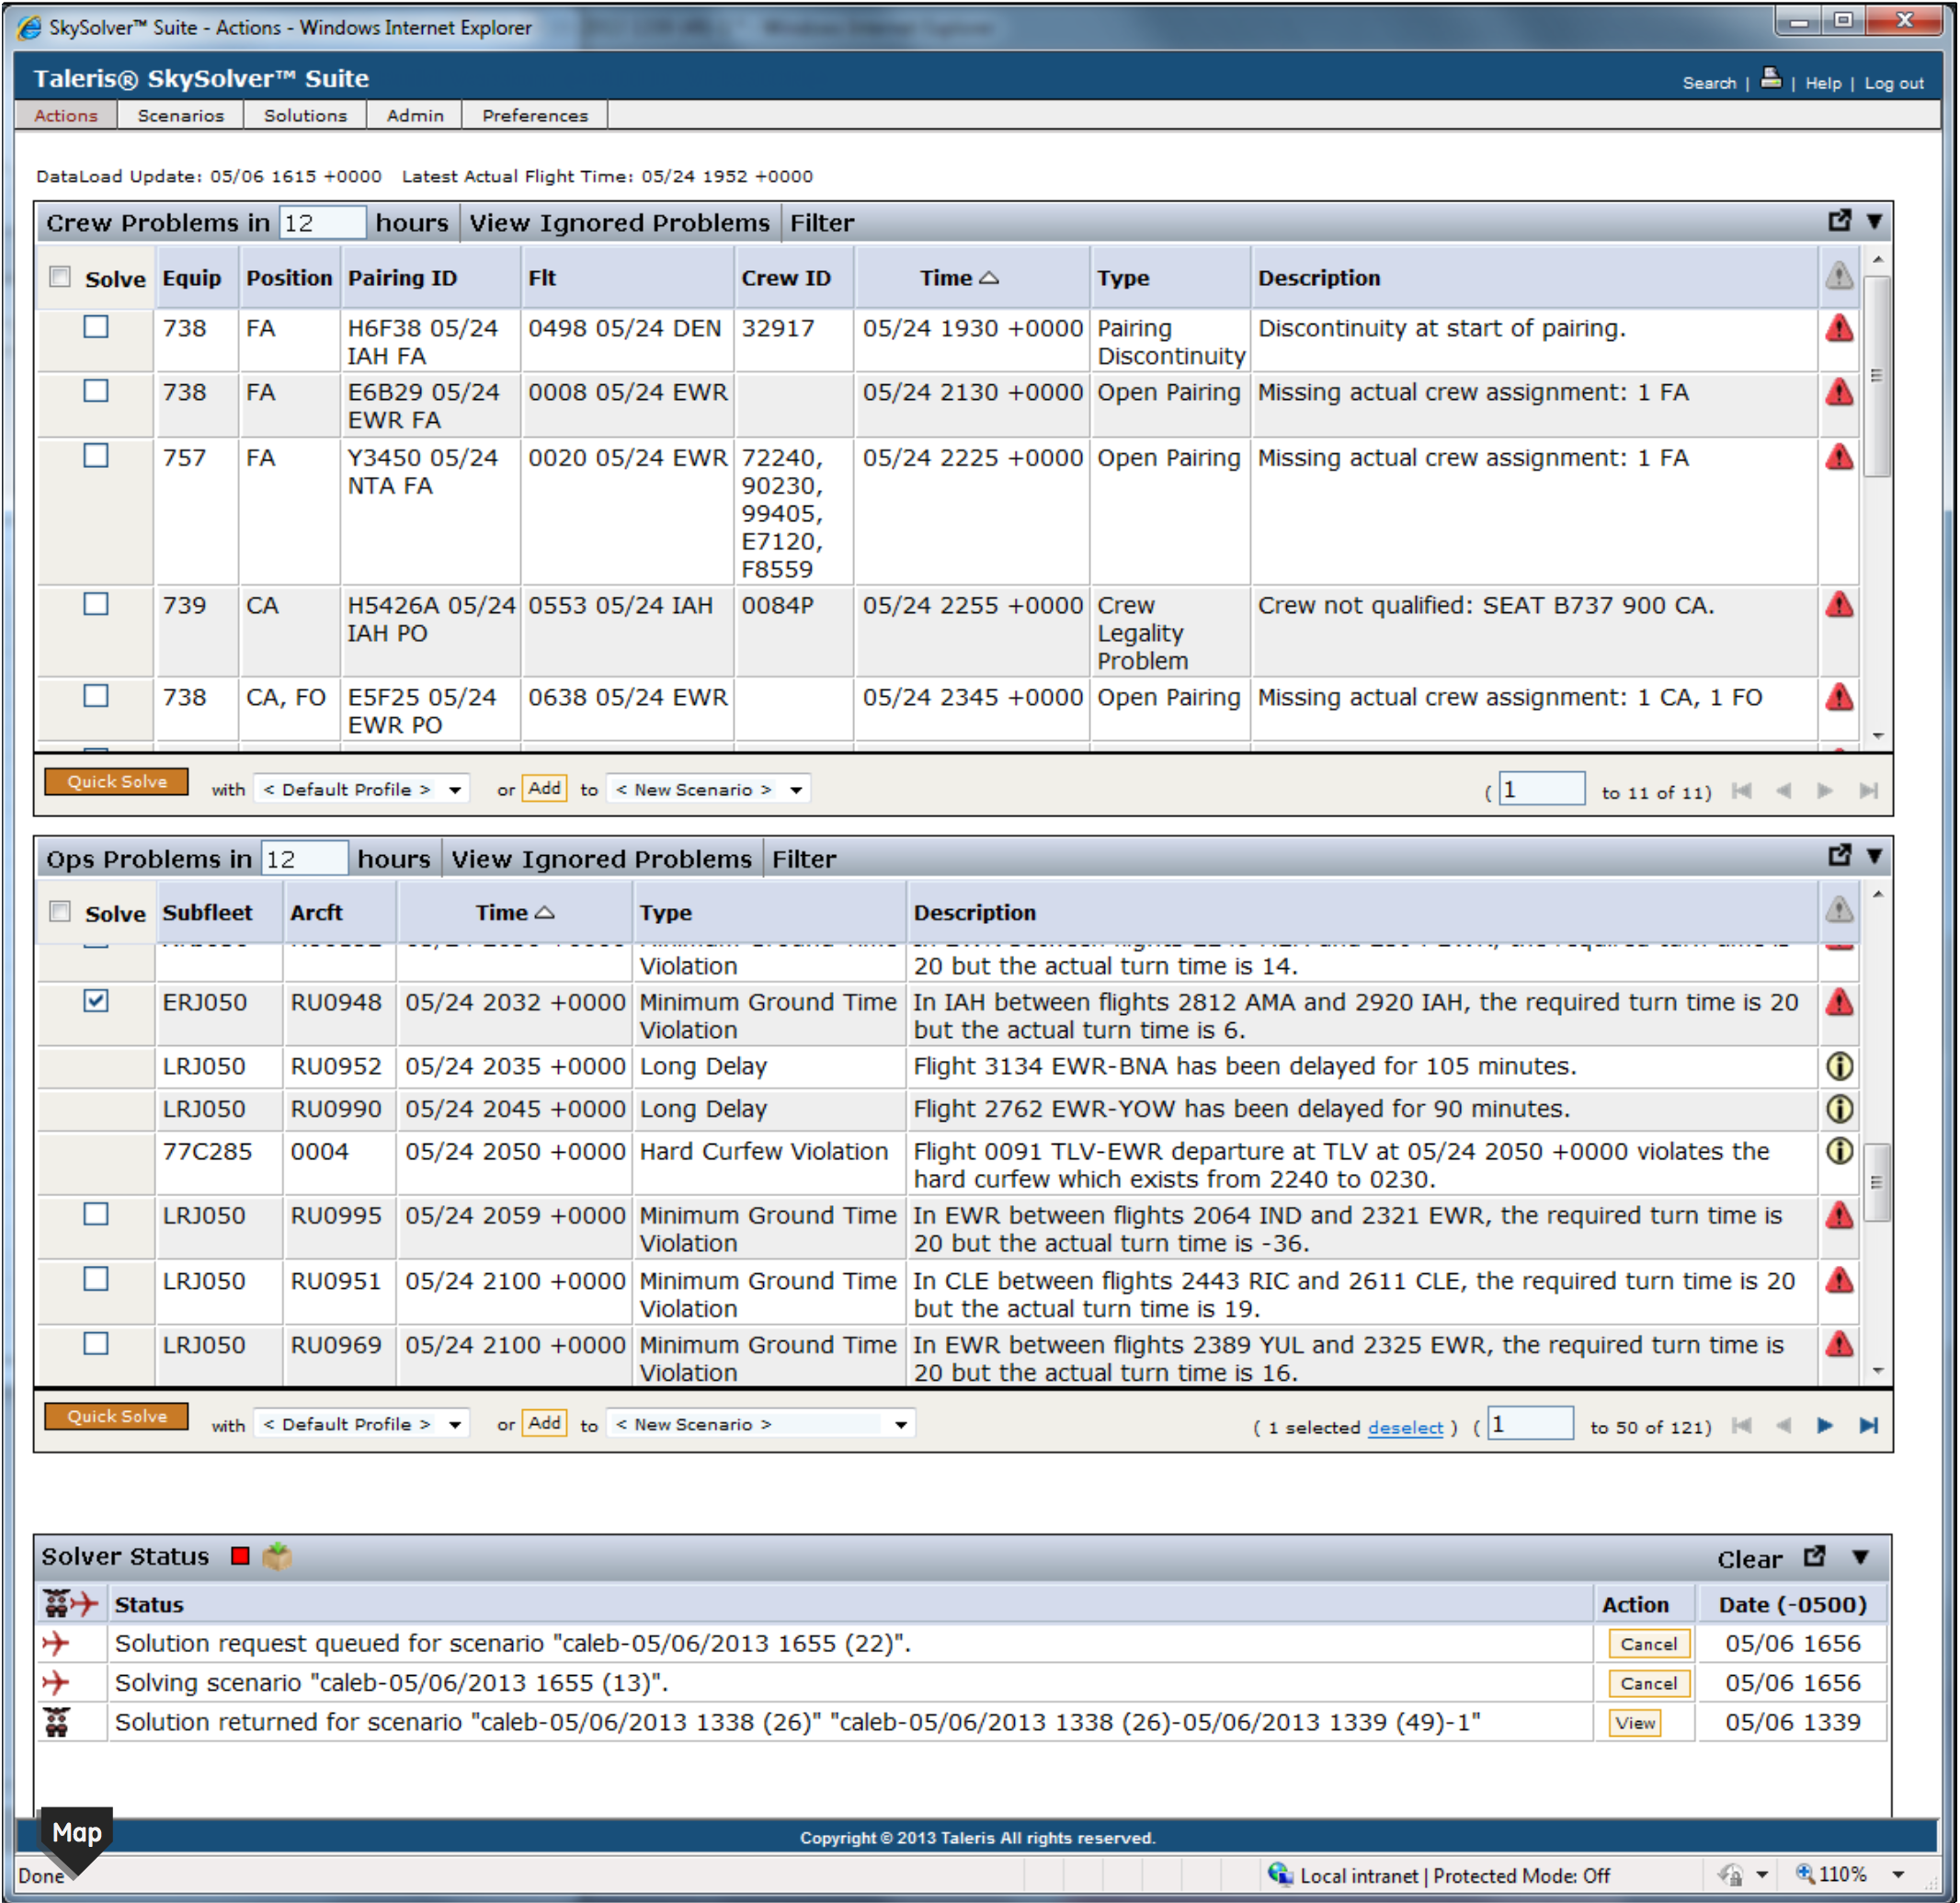 SkySolver™ Suite - Actions - Windows Internet Explorer
Taleris® SkySolver™ Suite
Search | | Help | Log out
Actions Scenarios Solutions Admin Preferences
DataLoad Update: 05/06 1615 +0000 Latest Actual Flight Time: 05/24 1952 +0000
Crew Problems in 12 hours View Ignored Problems Filter
Solve Equip Position Pairing ID Flt Crew ID Time Type Description
738 FA H6F38 05/24 0498 05/24 DEN 32917 05/24 1930 +0000 Pairing Discontinuity at start of pairing.
IAH FA Discontinuity
738 FA E6B29 05/24 0008 05/24 EWR 05/24 2130 +0000 Open Pairing Missing actual crew assignment: 1 FA
EWR FA
757 FA Y3450 05/24 0020 05/24 EWR 72240, 05/24 2225 +0000 Open Pairing Missing actual crew assignment: 1 FA
NTA FA 90230,
99405,
E7120,
F8559
739 CA H5426A 05/24 0553 05/24 IAH 0084P 05/24 2255 +0000 Crew Crew not qualified: SEAT B737 900 CA.
IAH PO Legality
Problem
738 CA, FO E5F25 05/24 0638 05/24 EWR 05/24 2345 +0000 Open Pairing Missing actual crew assignment: 1 CA, 1 FO
EWR PO
Quick Solve with < Default Profile > or Add to < New Scenario > ( 1 to 11 of 11)
Ops Problems in 12 hours View Ignored Problems Filter
Solve Subfleet Arcft Time Type Description
Violation 20 but the actual turn time is 14.
ERJ050 RU0948 05/24 2032 +0000 Minimum Ground Time In IAH between flights 2812 AMA and 2920 IAH, the required turn time is 20
Violation but the actual turn time is 6.
LRJ050 RU0952 05/24 2035 +0000 Long Delay Flight 3134 EWR-BNA has been delayed for 105 minutes.
LRJ050 RU0990 05/24 2045 +0000 Long Delay Flight 2762 EWR-YOW has been delayed for 90 minutes.
77C285 0004 05/24 2050 +0000 Hard Curfew Violation Flight 0091 TLV-EWR departure at TLV at 05/24 2050 +0000 violates the
hard curfew which exists from 2240 to 0230.
LRJ050 RU0995 05/24 2059 +0000 Minimum Ground Time In EWR between flights 2064 IND and 2321 EWR, the required turn time is
Violation 20 but the actual turn time is -36.
LRJ050 RU0951 05/24 2100 +0000 Minimum Ground Time In CLE between flights 2443 RIC and 2611 CLE, the required turn time is 20
Violation but the actual turn time is 19.
LRJ050 RU0969 05/24 2100 +0000 Minimum Ground Time In EWR between flights 2389 YUL and 2325 EWR, the required turn time is
Violation 20 but the actual turn time is 16.
Quick Solve with < Default Profile > or Add to < New Scenario > ( 1 selected deselect ) ( 1 to 50 of 121)
Solver Status Clear
Status Action Date (-0500)
Solution request queued for scenario "caleb-05/06/2013 1655 (22)". Cancel 05/06 1656
Solving scenario "caleb-05/06/2013 1655 (13)". Cancel 05/06 1656
Solution returned for scenario "caleb-05/06/2013 1338 (26)" "caleb-05/06/2013 1338 (26)-05/06/2013 1339 (49)-1" View 05/06 1339
Map
Copyright © 2013 Taleris All rights reserved.
Done Local intranet | Protected Mode: Off 110%